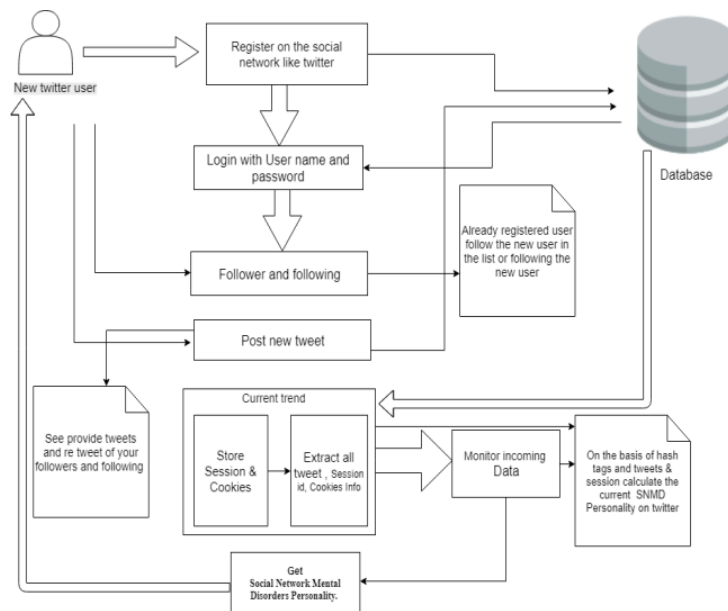 Register on the social
network like twitter
New twitter user
Database
Login with User name and
password
Already registered user
follow the new user in
the list or following the
new user
Follower and following
Post new tweet
See provide tweets
and re tweet of your
followers and following
Current trend
Store
Session &
Cookies
Extract all
tweet , Session
id, Cookies Info
Monitor incoming
Data
On the basis of hash
tags and tweets &
session calculate the
current SNMD
Personality on twitter
Get
Social Network Mental
Disorders Personality.